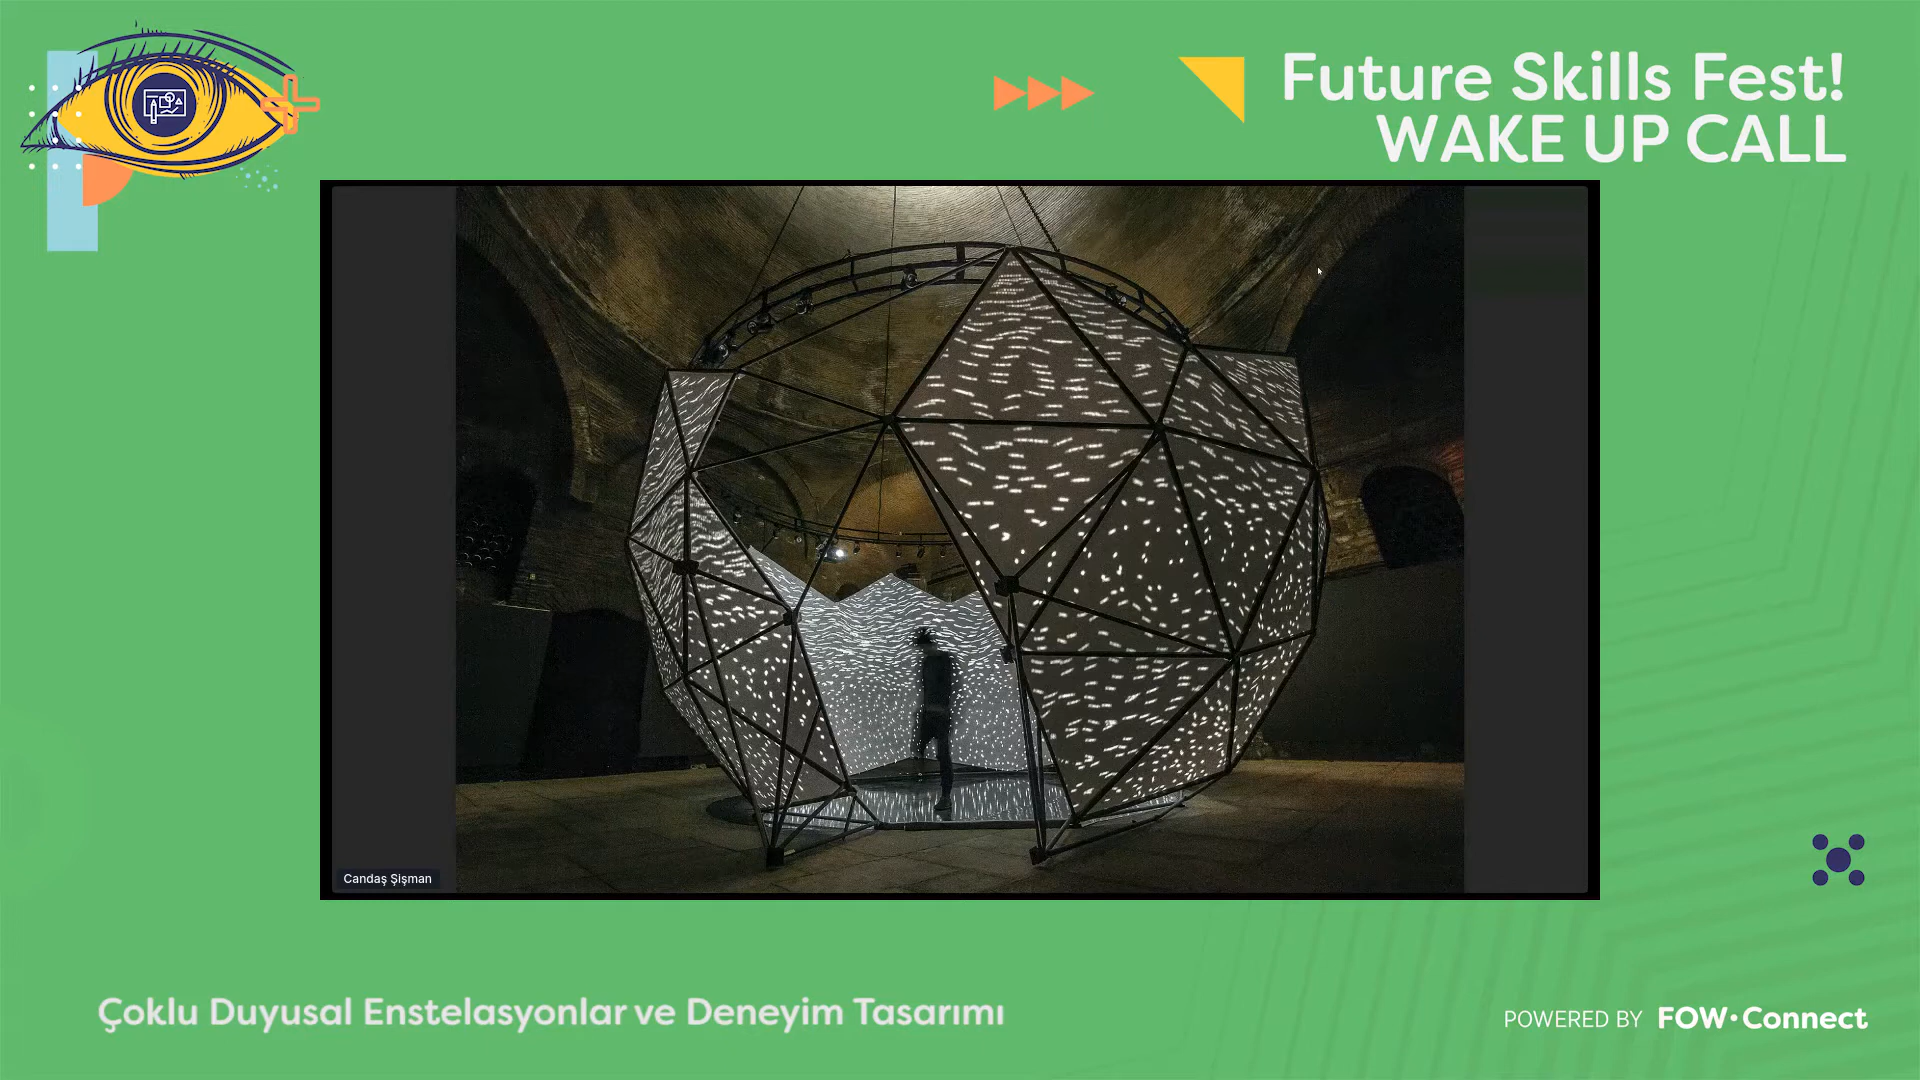 Future Skills Fest!
WAKE UP CALL
Candaş Şişman
Çoklu Duyusal Enstelasyonlar ve Deneyim Tasarımı
POWERED BY FOW·Connect